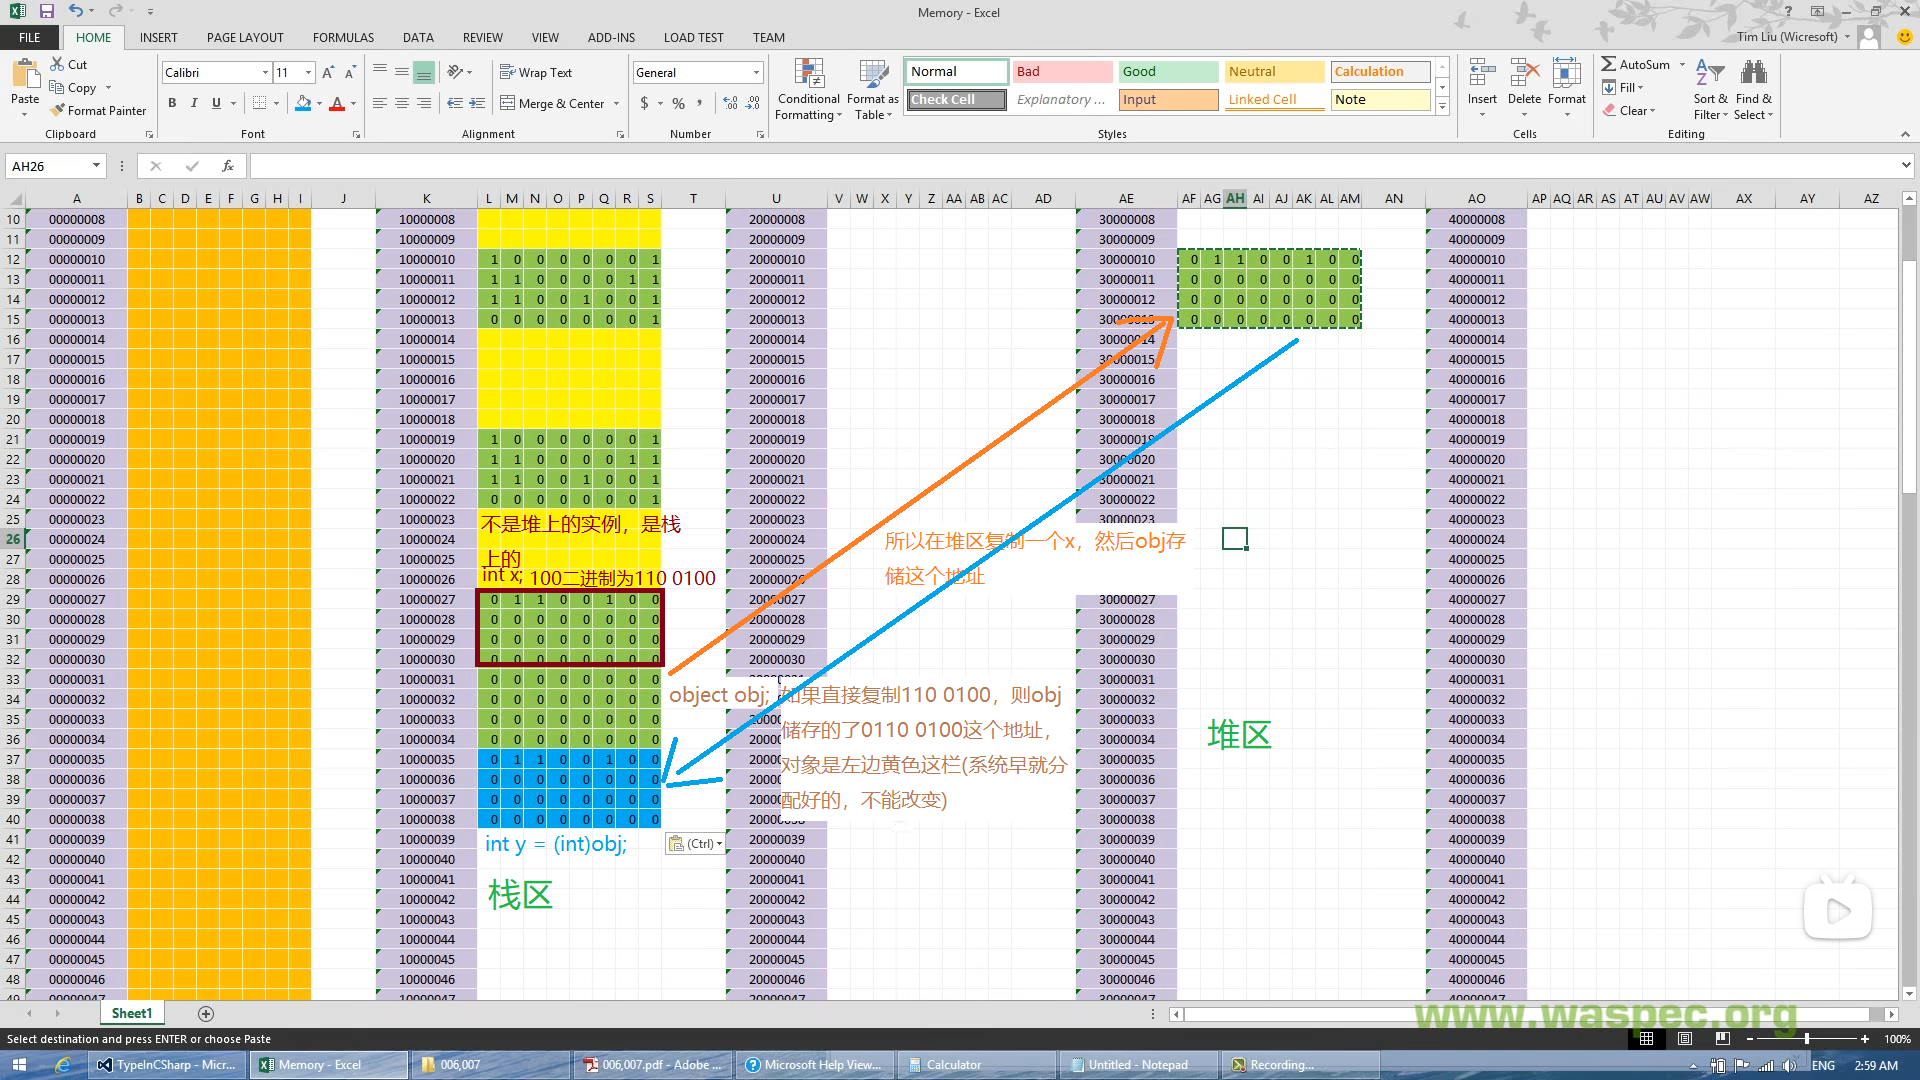 Memory - Excel
FILE HOME INSERT PAGE LAYOUT FORMULAS DATA REVIEW VIEW ADD-INS LOAD TEST TEAM
Tim Liu (Wicresoft)
Paste Cut Copy Format Painter
Calibri 11
Wrap Text
Merge & Center
General
Conditional Formatting Format as Table
Normal Bad Good Neutral Calculation
Check Cell Explanatory ... Input Linked Cell Note
Insert Delete Format
AutoSum Fill Clear
Sort & Filter Find & Select
Clipboard Font Alignment Number Styles Cells Editing
AH26
A B C D E F G H I J K L M N O P Q R S T U V W X Y Z AA AB AC AD AE AF AG AH AI AJ AK AL AM AN AO AP AQ AR AS AT AU AV AW AX AY AZ
10 00000008 10000008 20000008 30000008 40000008
11 00000009 10000009 20000009 30000009 40000009
12 00000010 10000010 1 0 0 0 0 0 0 1 20000010 30000010 0 1 1 0 0 1 0 0 40000010
13 00000011 10000011 1 1 0 0 0 0 1 1 20000011 30000011 0 0 0 0 0 0 0 0 40000011
14 00000012 10000012 1 1 0 0 1 0 0 1 20000012 30000012 0 0 0 0 0 0 0 0 40000012
15 00000013 10000013 0 0 0 0 0 0 0 1 20000013 30000013 0 0 0 0 0 0 0 0 40000013
16 00000014 10000014 20000014 30000014 40000014
17 00000015 10000015 20000015 30000015 40000015
18 00000016 10000016 20000016 30000016 40000016
19 00000017 10000017 20000017 30000017 40000017
20 00000018 10000018 20000018 30000018 40000018
21 00000019 10000019 1 0 0 0 0 0 0 1 20000019 30000019 40000019
22 00000020 10000020 1 1 0 0 0 0 1 1 20000020 30000020 40000020
23 00000021 10000021 1 1 0 0 1 0 0 1 20000021 30000021 40000021
24 00000022 10000022 0 0 0 0 0 0 0 1 20000022 30000022 40000022
25 00000023 10000023 20000023 30000023 40000023
26 00000024 10000024 20000024 40000024
27 00000025 10000025 20000025 40000025
28 00000026 10000026 20000026 40000026
29 00000027 10000027 0 1 1 0 0 1 0 0 20000027 30000027 40000027
30 00000028 10000028 0 0 0 0 0 0 0 0 20000028 30000028 40000028
31 00000029 10000029 0 0 0 0 0 0 0 0 20000029 30000029 40000029
32 00000030 10000030 0 0 0 0 0 0 0 0 20000030 30000030 40000030
33 00000031 10000031 0 0 0 0 0 0 0 0 30000031 40000031
34 00000032 10000032 0 0 0 0 0 0 0 0 30000032 40000032
35 00000033 10000033 0 0 0 0 0 0 0 0 30000033 40000033
36 00000034 10000034 0 0 0 0 0 0 0 0 30000034 40000034
37 00000035 10000035 0 1 1 0 0 1 0 0 30000035 40000035
38 00000036 10000036 0 0 0 0 0 0 0 0 30000036 40000036
39 00000037 10000037 0 0 0 0 0 0 0 0 30000037 40000037
40 00000038 10000038 0 0 0 0 0 0 0 0 30000038 40000038
41 00000039 10000039 20000039 30000039 40000039
42 00000040 10000040 20000040 30000040 40000040
43 00000041 10000041 20000041 30000041 40000041
44 00000042 10000042 20000042 30000042 40000042
45 00000043 10000043 20000043 30000043 40000043
46 00000044 10000044 20000044 30000044 40000044
47 00000045 10000045 20000045 30000045 40000045
48 00000046 10000046 20000046 30000046 40000046
不是堆上的实例，是栈
上的
int x; 100二进制为110 0100
所以在堆区复制一个x，然后obj存
储这个地址
object obj; 如果直接复制110 0100，则obj
储存的了0110 0100这个地址，
对象是左边黄色这栏(系统早就分
配好的，不能改变)
堆区
int y = (int)obj;
(Ctrl)
栈区
Sheet1
www.waspec.org
Select destination and press ENTER or choose Paste
100%
TypeInCSharp - Micr... Memory - Excel 006,007 006,007.pdf - Adobe ... Microsoft Help View... Calculator Untitled - Notepad Recording... ENG 2:59 AM